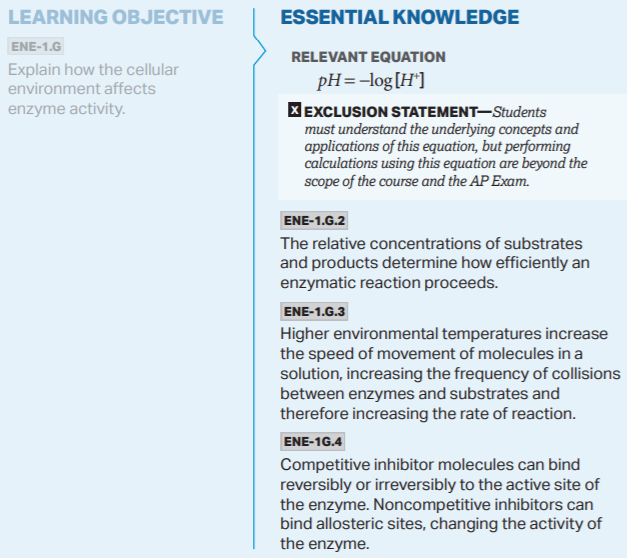 LEARNING OBJECTIVE
ENE-1.G
Explain how the cellular
environment affects
enzyme activity.
ESSENTIAL KNOWLEDGE
RELEVANT EQUATION
pH = –log [H⁺]
X EXCLUSION STATEMENT—Students
must understand the underlying concepts and
applications of this equation, but performing
calculations using this equation are beyond the
scope of the course and the AP Exam.
ENE-1.G.2
The relative concentrations of substrates
and products determine how efficiently an
enzymatic reaction proceeds.
ENE-1.G.3
Higher environmental temperatures increase
the speed of movement of molecules in a
solution, increasing the frequency of collisions
between enzymes and substrates and
therefore increasing the rate of reaction.
ENE-1G.4
Competitive inhibitor molecules can bind
reversibly or irreversibly to the active site of
the enzyme. Noncompetitive inhibitors can
bind allosteric sites, changing the activity of
the enzyme.